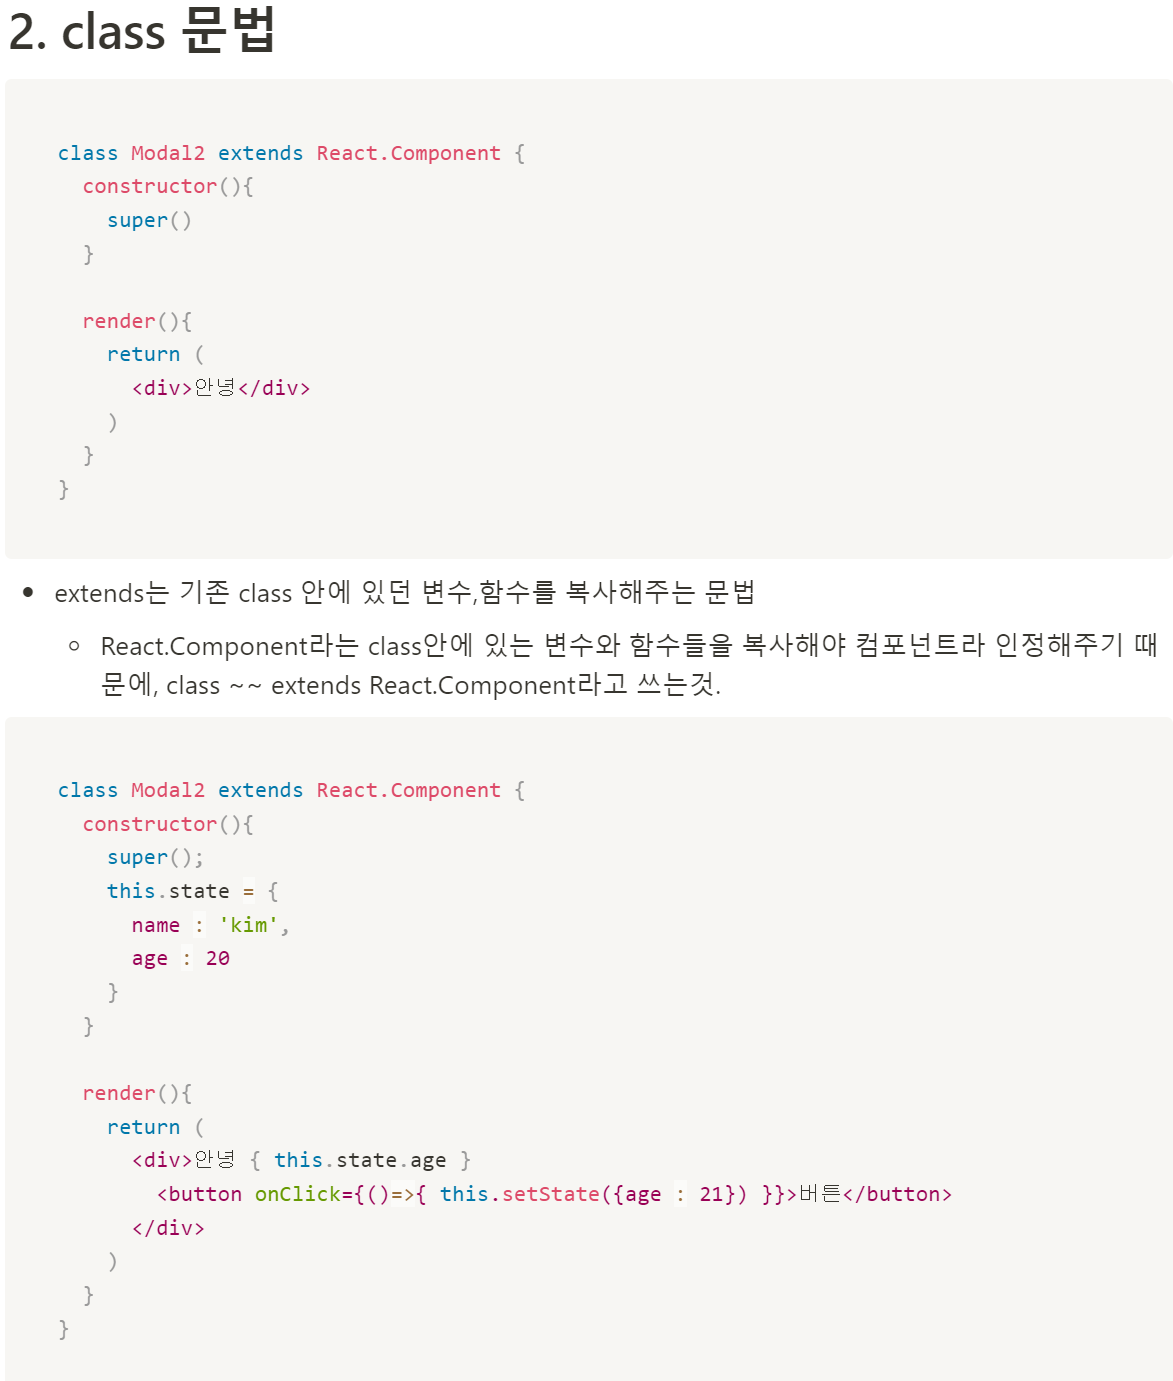 2. class 문법
class Modal2 extends React.Component {
  constructor(){
    super()
  }
  render(){
    return (
      <div>안녕</div>
    )
  }
}
• extends는 기존 class 안에 있던 변수,함수를 복사해주는 문법
◦ React.Component라는 class안에 있는 변수와 함수들을 복사해야 컴포넌트라 인정해주기 때
문에, class ~~ extends React.Component라고 쓰는것.
class Modal2 extends React.Component {
  constructor(){
    super();
    this.state = {
      name : 'kim',
      age : 20
    }
  }
  render(){
    return (
      <div>안녕 { this.state.age }
        <button onClick={()=>{ this.setState({age : 21}) }}>버튼</button>
      </div>
    )
  }
}